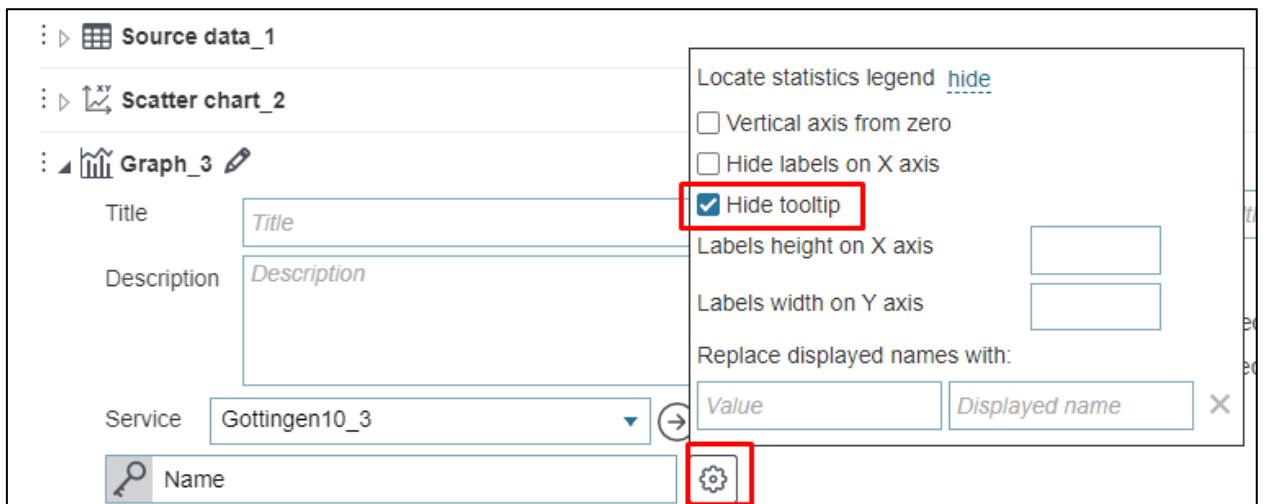 Source data_1
Scatter chart_2
Graph_3
Title
Title
Description
Description
Service
Gottingen10_3
Name
Locate statistics legend hide
Vertical axis from zero
Hide labels on X axis
Hide tooltip
Labels height on X axis
Labels width on Y axis
Replace displayed names with:
Value
Displayed name